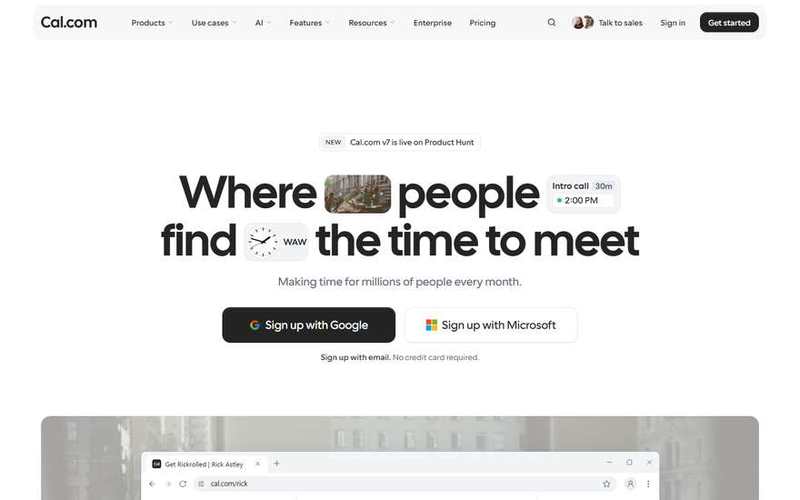 Cal.com Products Use cases AI Features Resources Enterprise Pricing Talk to sales Sign in Get started
NEW Cal.com v7 is live on Product Hunt
Where people Intro call 30m
2:00 PM
find WAW the time to meet
Making time for millions of people every month.
Sign up with Google Sign up with Microsoft
Sign up with email. No credit card required.
Get Rickrolled | Rick Astley
cal.com/rick